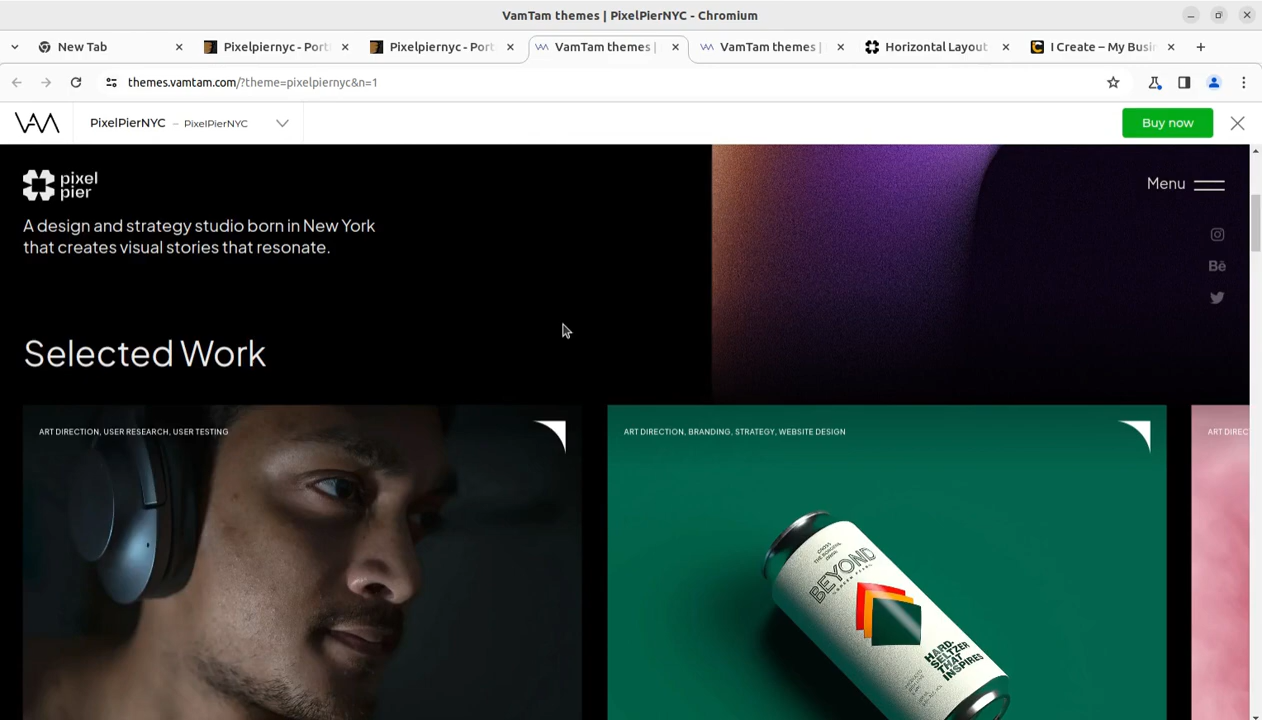 VamTam themes | PixelPierNYC - Chromium
New Tab
Pixelpiernyc - Port
Pixelpiernyc - Port
VamTam themes |
VamTam themes |
Horizontal Layout
I Create – My Busin
themes.vamtam.com/?theme=pixelpiernyc&n=1
PixelPierNYC – PixelPierNYC
Buy now
pixel
pier
Menu
A design and strategy studio born in New York
that creates visual stories that resonate.
Bē
Selected Work
ART DIRECTION, USER RESEARCH, USER TESTING
ART DIRECTION, BRANDING, STRATEGY, WEBSITE DESIGN
ART DIREC
BEYOND
HARD-
SELTZER
THAT
INSPIRES